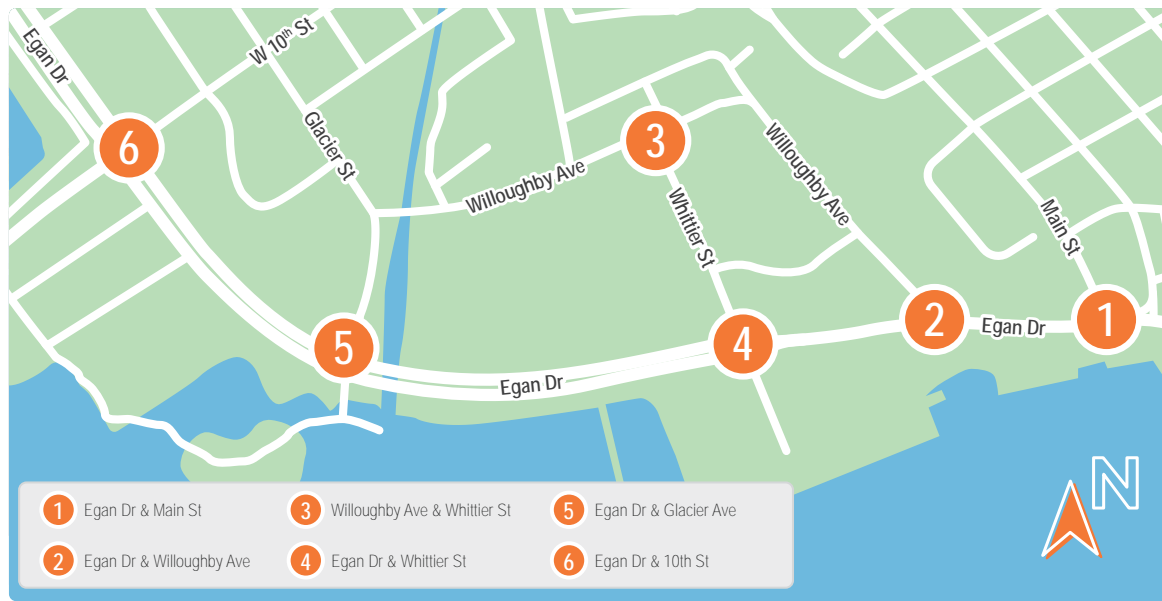 Egan Dr
W 10th St
6
Glacier St
3
Willoughby Ave
Willoughby Ave
Whittier St
Main St
5
4
2
Egan Dr
1
Egan Dr
N
1 Egan Dr & Main St
3 Willoughby Ave & Whittier St
5 Egan Dr & Glacier Ave
2 Egan Dr & Willoughby Ave
4 Egan Dr & Whittier St
6 Egan Dr & 10th St